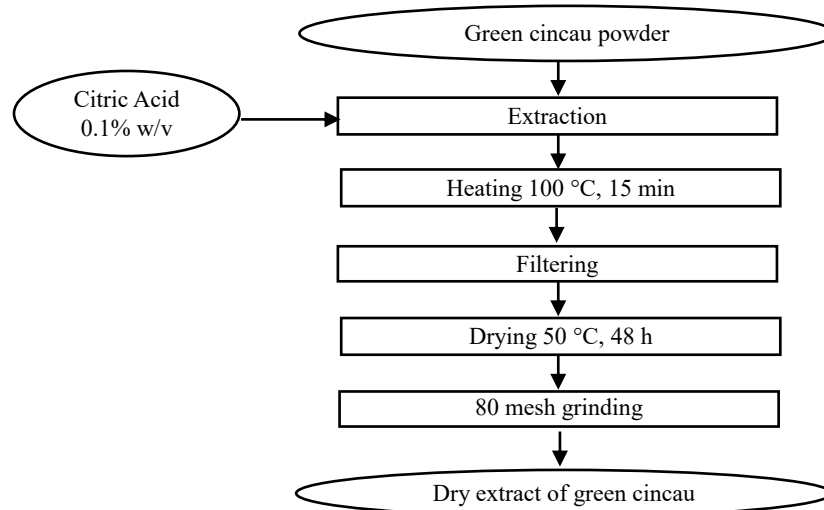 Green cincau powder
Citric Acid
0.1% w/v
Extraction
Heating 100 °C, 15 min
Filtering
Drying 50 °C, 48 h
80 mesh grinding
Dry extract of green cincau